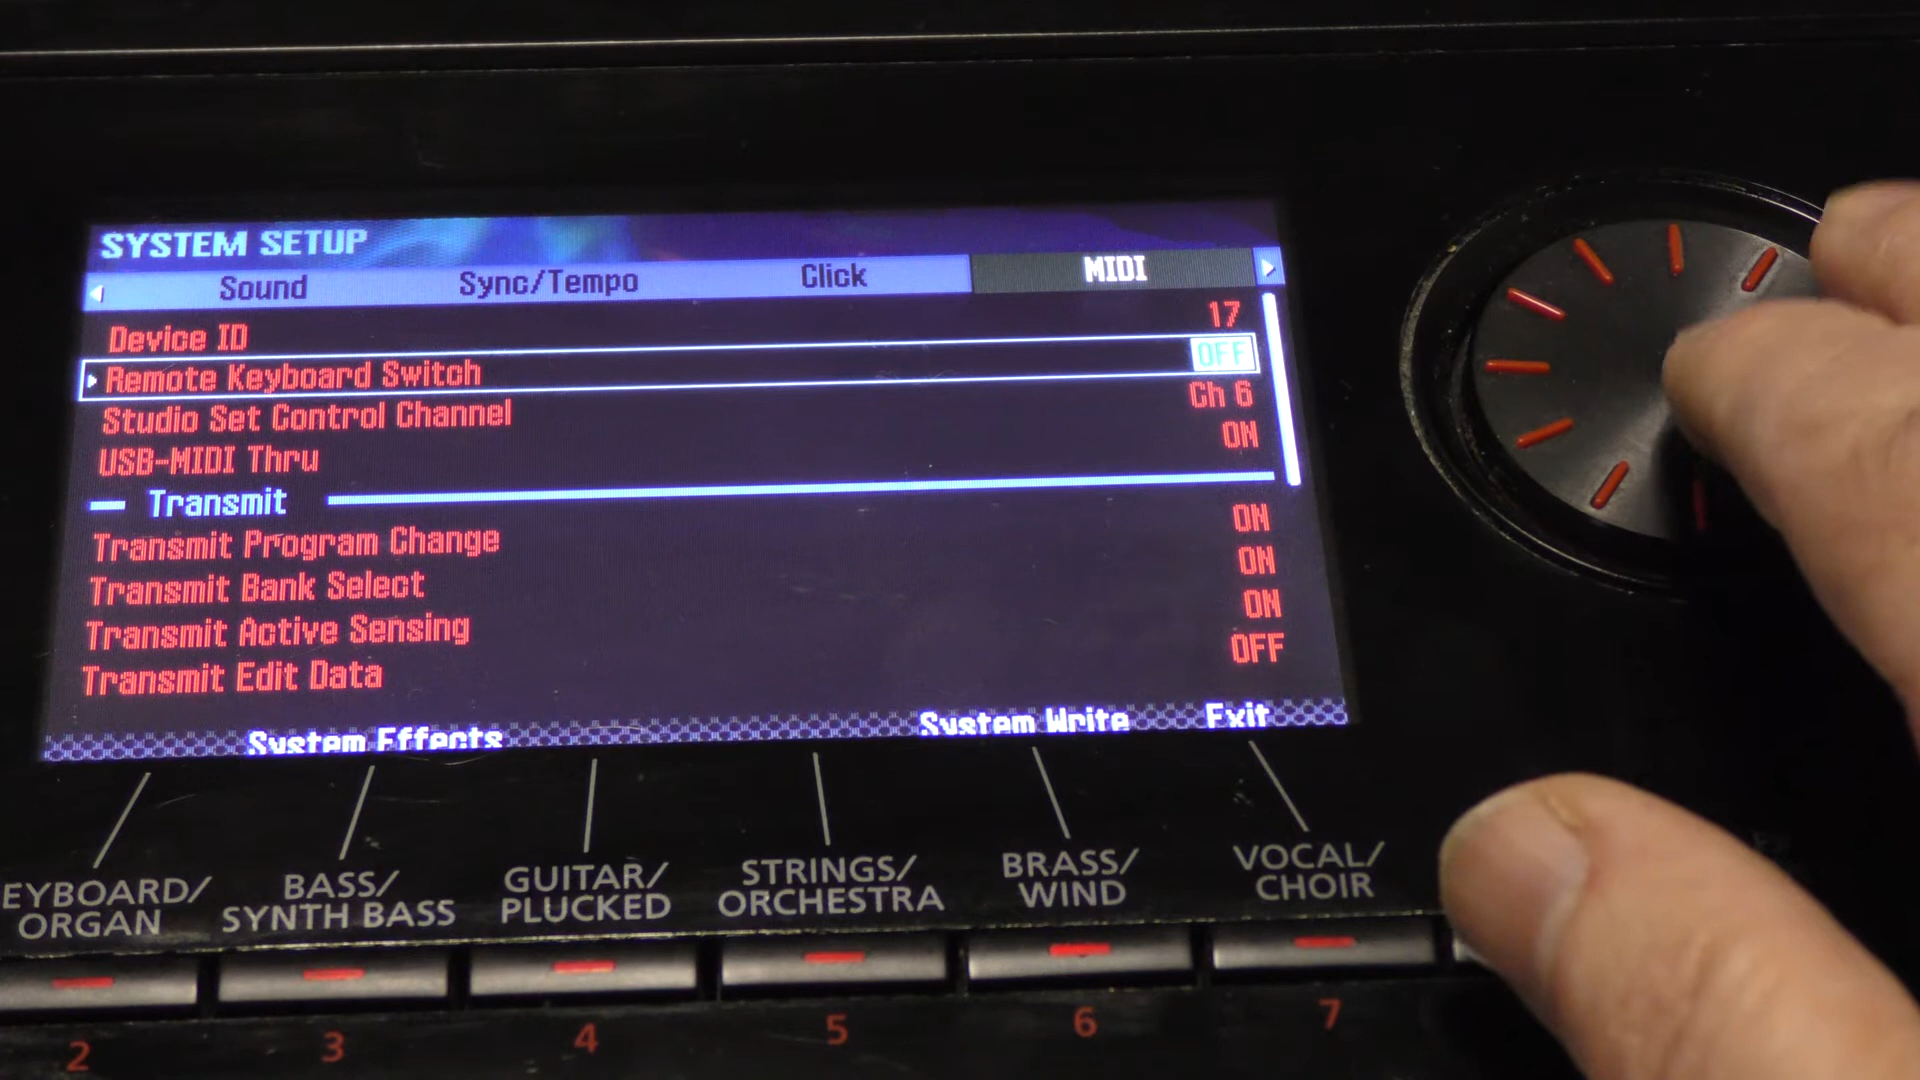 SYSTEM SETUP
Sound Sync/Tempo Click MIDI
Device ID 17
Remote Keyboard Switch OFF
Studio Set Control Channel Ch 6
USB-MIDI Thru ON
Transmit
Transmit Program Change ON
Transmit Bank Select ON
Transmit Active Sensing ON
Transmit Edit Data OFF
System Effects System Write Exit
EYBOARD/
ORGAN
BASS/
SYNTH BASS
GUITAR/
PLUCKED
STRINGS/
ORCHESTRA
BRASS/
WIND
VOCAL/
CHOIR
2 3 4 5 6 7